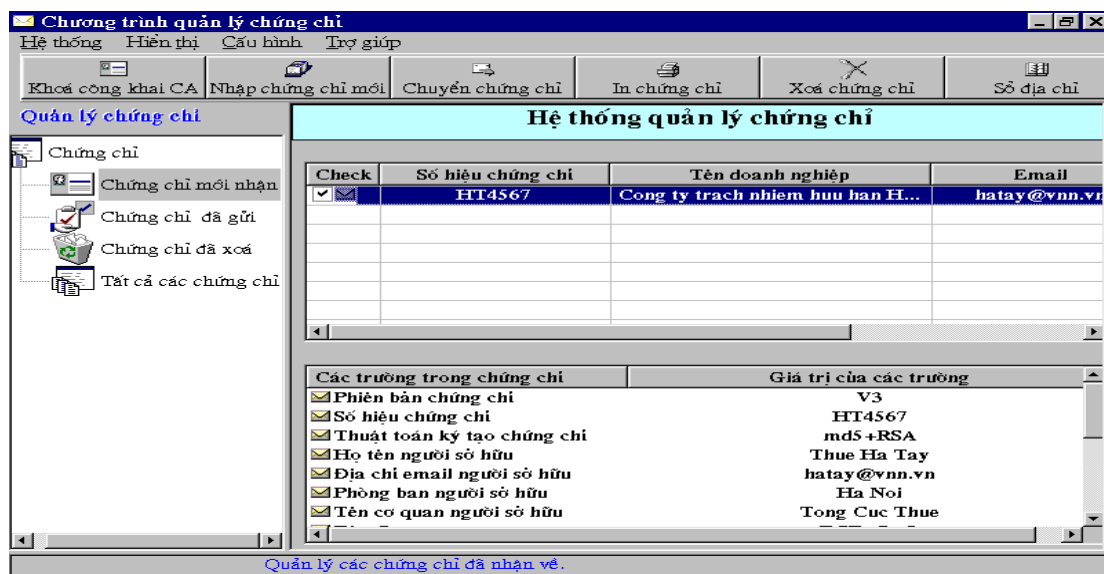 Chương trình quản lý chứng chỉ
Hệ thống Hiển thị Cấu hình Trợ giúp
Khoá công khai CA Nhập chứng chỉ mới Chuyển chứng chỉ In chứng chỉ Xoá chứng chỉ Sổ địa chỉ
Quản lý chứng chỉ
Chứng chỉ
Chứng chỉ mới nhận
Chứng chỉ đã gửi
Chứng chỉ đã xoá
Tất cả các chứng chỉ
Hệ thống quản lý chứng chỉ
Check Số hiệu chứng chỉ Tên doanh nghiệp Email
HT4567 Cong ty trach nhiem huu han H... hatay@vnn.vn
Các trường trong chứng chỉ Giá trị của các trường
Phiên bản chứng chỉ V3
Số hiệu chứng chỉ HT4567
Thuật toán ký tạo chứng chỉ md5+RSA
Họ tên người sở hữu Thue Ha Tay
Địa chỉ email người sở hữu hatay@vnn.vn
Phòng ban người sở hữu Ha Noi
Tên cơ quan người sở hữu Tong Cuc Thue
Quản lý các chứng chỉ đã nhận về.